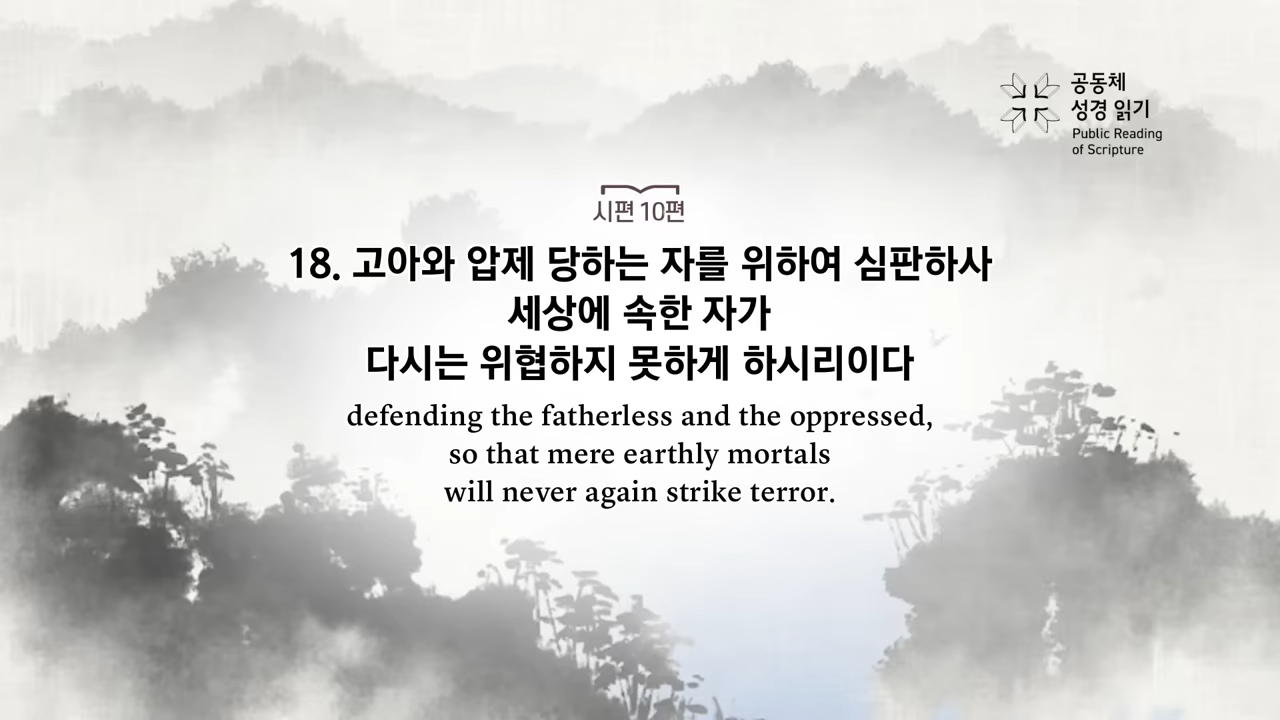 공동체
성경 읽기
Public Reading
of Scripture
시편 10편
18. 고아와 압제 당하는 자를 위하여 심판하사
세상에 속한 자가
다시는 위협하지 못하게 하시리이다
defending the fatherless and the oppressed,
so that mere earthly mortals
will never again strike terror.